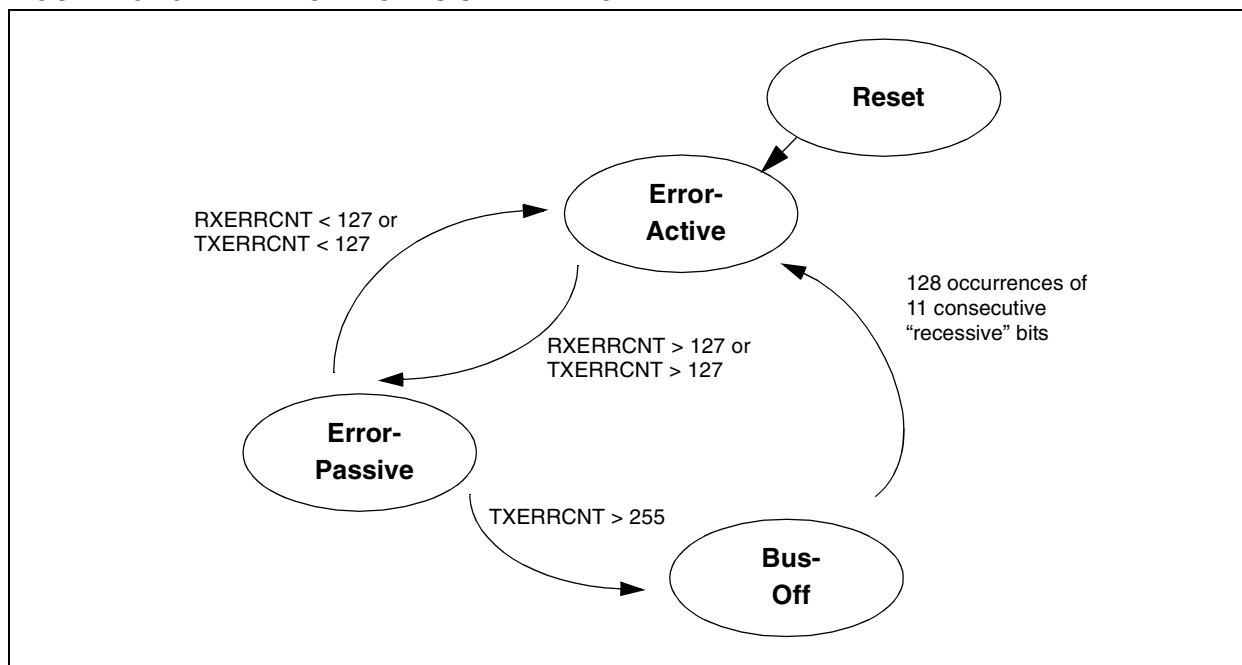 Reset
Error-
Active
RXERRCNT < 127 or
TXERRCNT < 127
128 occurrences of
11 consecutive
“recessive” bits
RXERRCNT > 127 or
TXERRCNT > 127
Error-
Passive
TXERRCNT > 255
Bus-
Off